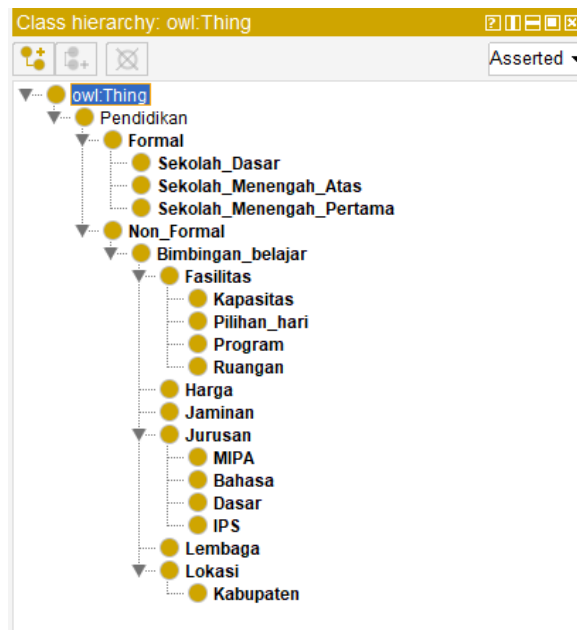 Class hierarchy: owl:Thing
Asserted
owl:Thing
Pendidikan
Formal
Sekolah_Dasar
Sekolah_Menengah_Atas
Sekolah_Menengah_Pertama
Non_Formal
Bimbingan_belajar
Fasilitas
Kapasitas
Pilihan_hari
Program
Ruangan
Harga
Jaminan
Jurusan
MIPA
Bahasa
Dasar
IPS
Lembaga
Lokasi
Kabupaten